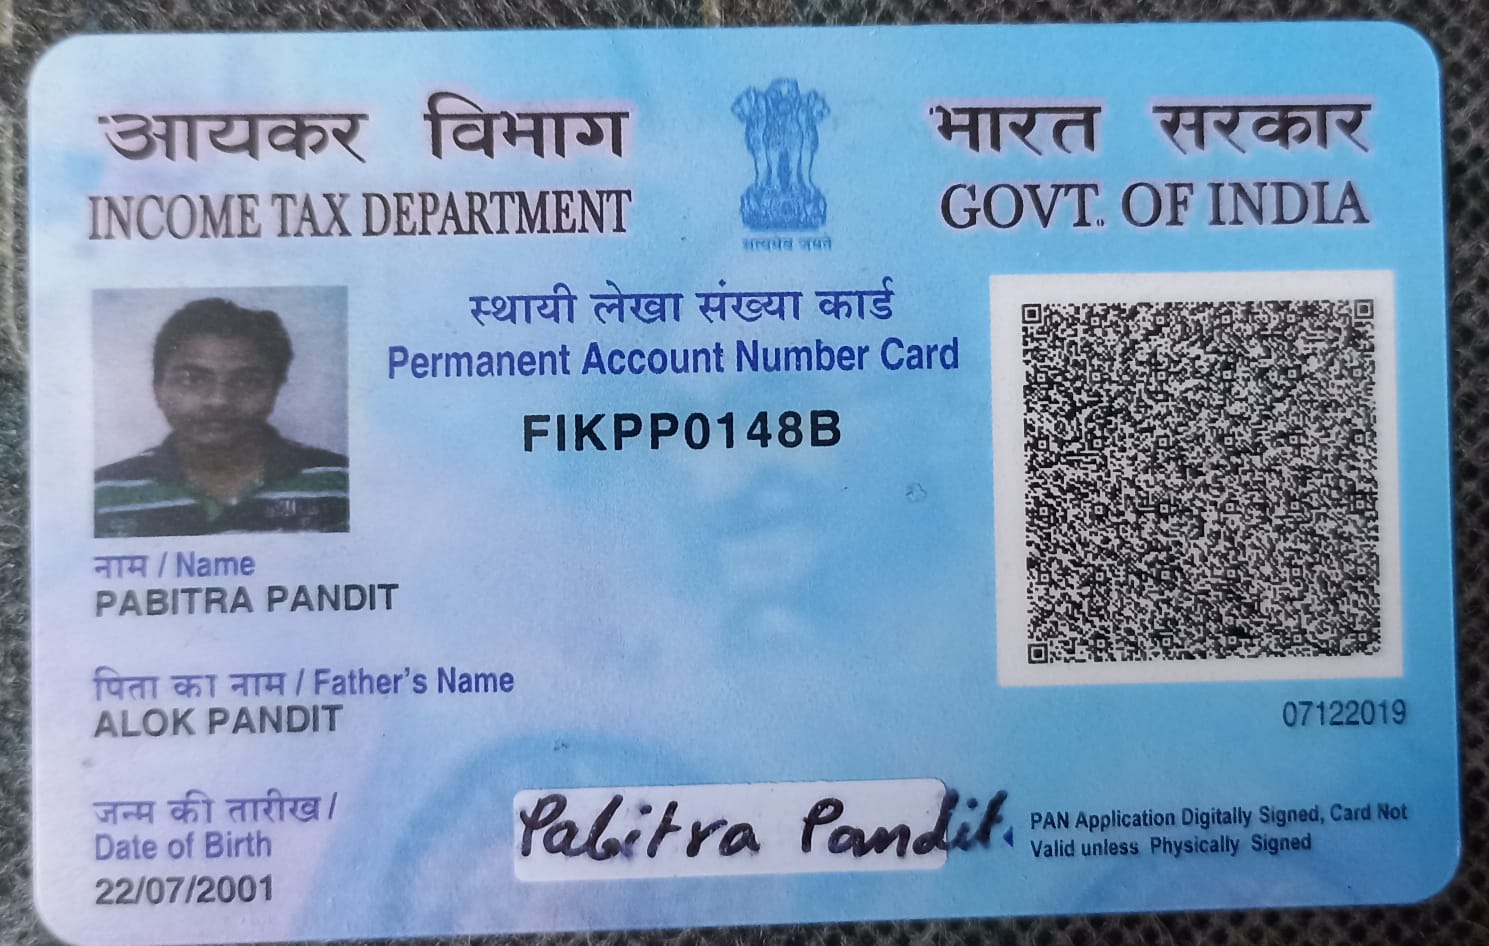 आयकर विभाग
INCOME TAX DEPARTMENT
सत्यमेव जयते
भारत सरकार
GOVT. OF INDIA
स्थायी लेखा संख्या कार्ड
Permanent Account Number Card
FIKPP0148B
नाम / Name
PABITRA PANDIT
पिता का नाम / Father's Name
ALOK PANDIT
07122019
जन्म की तारीख /
Date of Birth
22/07/2001
Pabitra Pandit.
PAN Application Digitally Signed, Card Not
Valid unless Physically Signed